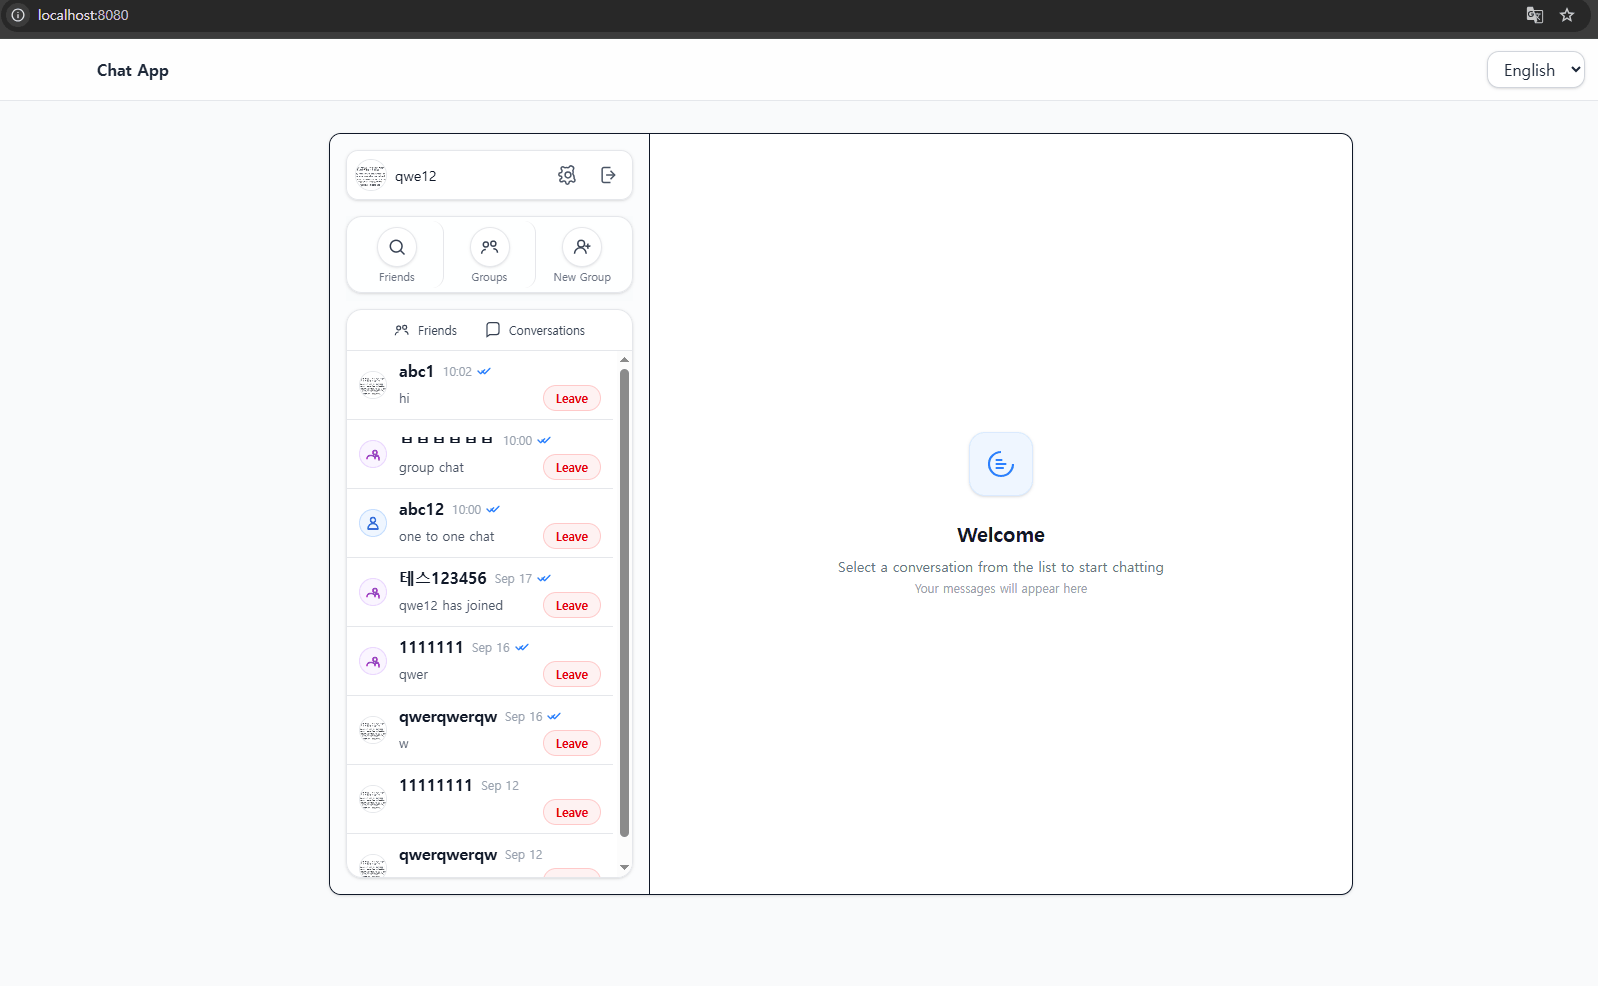 localhost:8080
Chat App
English
qwe12
Friends
Groups
New Group
Friends
Conversations
abc1 10:02
hi
Leave
ㅂㅂㅂㅂㅂㅂ 10:00
group chat
Leave
abc12 10:00
one to one chat
Leave
테스123456 Sep 17
qwe12 has joined
Leave
1111111 Sep 16
qwer
Leave
qwerqwerqw Sep 16
w
Leave
11111111 Sep 12
Leave
qwerqwerqw Sep 12
Welcome
Select a conversation from the list to start chatting
Your messages will appear here